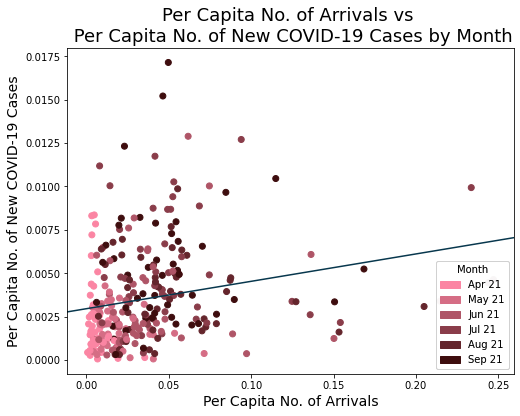 Per Capita No. of Arrivals vs
Per Capita No. of New COVID-19 Cases by Month
Per Capita No. of New COVID-19 Cases
0.0175
0.0150
0.0125
0.0100
0.0075
0.0050
0.0025
0.0000
Month
Apr 21
May 21
Jun 21
Jul 21
Aug 21
Sep 21
0.00
0.05
0.10
0.15
0.20
0.25
Per Capita No. of Arrivals